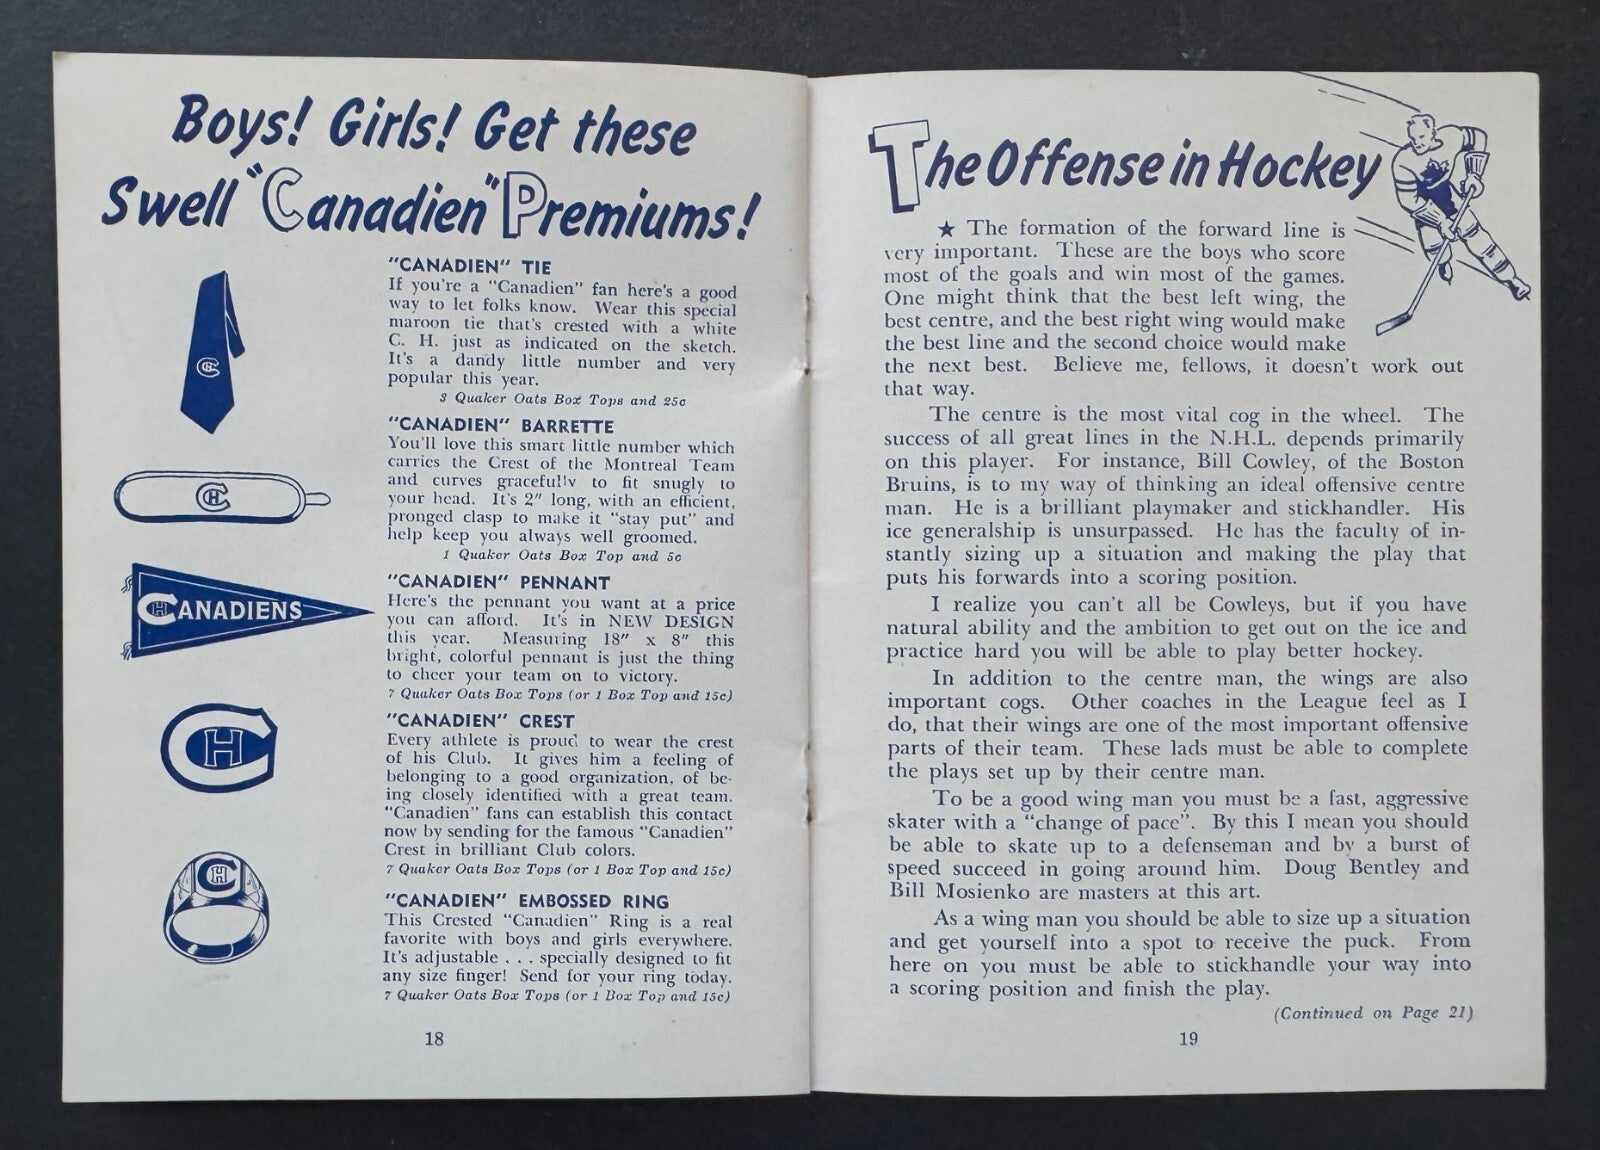 Boys! Girls! Get these
Swell "Canadien" Premiums!
"CANADIEN" TIE
If you're a "Canadien" fan here's a good
way to let folks know. Wear this special
maroon tie that's crested with a white
C. H. just as indicated on the sketch.
It's a dandy little number and very
popular this year.
3 Quaker Oats Box Tops and 25c
"CANADIEN" BARRETTE
You'll love this smart little number which
carries the Crest of the Montreal Team
and curves gracefully to fit snugly to
your head. It's 2" long, with an efficient,
pronged clasp to make it "stay put" and
help keep you always well groomed.
1 Quaker Oats Box Top and 5c
CANADIENS
"CANADIEN" PENNANT
Here's the pennant you want at a price
you can afford. It's in NEW DESIGN
this year. Measuring 18" x 8" this
bright, colorful pennant is just the thing
to cheer your team on to victory.
7 Quaker Oats Box Tops (or 1 Box Top and 15c)
CH
"CANADIEN" CREST
Every athlete is proud to wear the crest
of his Club. It gives him a feeling of
belonging to a good organization, of be-
ing closely identified with a great team.
"Canadien" fans can establish this contact
now by sending for the famous "Canadien"
Crest in brilliant Club colors.
7 Quaker Oats Box Tops (or 1 Box Top and 15c)
CH
"CANADIEN" EMBOSSED RING
This Crested "Canadien" Ring is a real
favorite with boys and girls everywhere.
It's adjustable . . . specially designed to fit
any size finger! Send for your ring today.
7 Quaker Oats Box Tops (or 1 Box Top and 15c)
18
The Offense in Hockey
★ The formation of the forward line is
very important. These are the boys who score
most of the goals and win most of the games.
One might think that the best left wing, the
best centre, and the best right wing would make
the best line and the second choice would make
the next best. Believe me, fellows, it doesn't work out
that way.
The centre is the most vital cog in the wheel. The
success of all great lines in the N.H.L. depends primarily
on this player. For instance, Bill Cowley, of the Boston
Bruins, is to my way of thinking an ideal offensive centre
man. He is a brilliant playmaker and stickhandler. His
ice generalship is unsurpassed. He has the faculty of in-
stantly sizing up a situation and making the play that
puts his forwards into a scoring position.
I realize you can't all be Cowleys, but if you have
natural ability and the ambition to get out on the ice and
practice hard you will be able to play better hockey.
In addition to the centre man, the wings are also
important cogs. Other coaches in the League feel as I
do, that their wings are one of the most important offensive
parts of their team. These lads must be able to complete
the plays set up by their centre man.
To be a good wing man you must be a fast, aggressive
skater with a "change of pace". By this I mean you should
be able to skate up to a defenseman and by a burst of
speed succeed in going around him. Doug Bentley and
Bill Mosienko are masters at this art.
As a wing man you should be able to size up a situation
and get yourself into a spot to receive the puck. From
here on you must be able to stickhandle your way into
a scoring position and finish the play.
(Continued on Page 21)
19